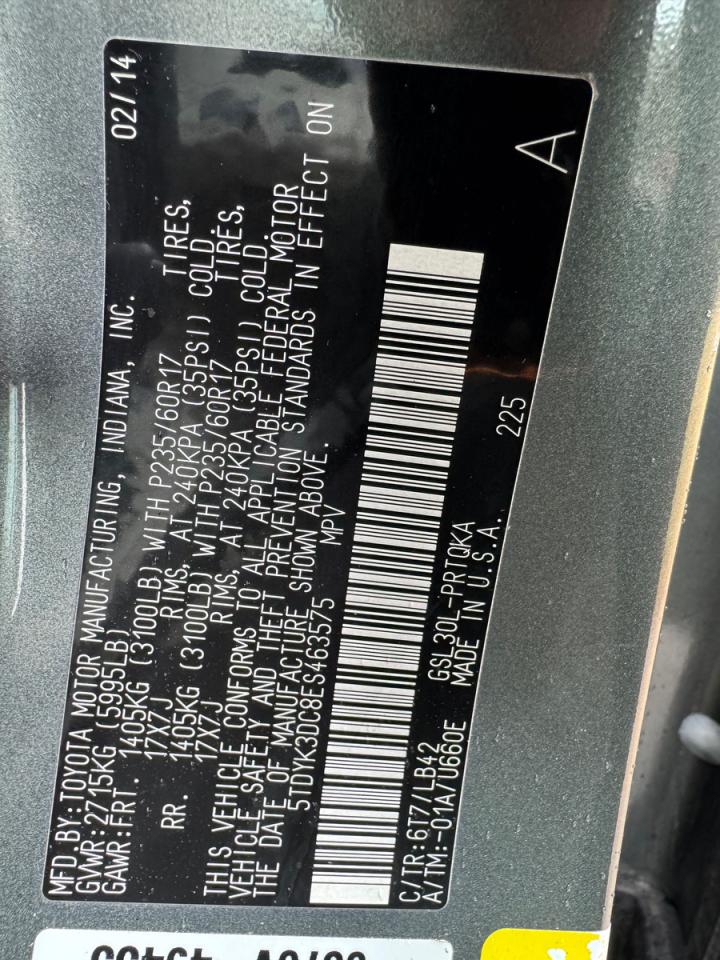 MFD.BY:TOYOTA MOTOR MANUFACTURING, INDIANA, INC. 02/14
GVWR:2715KG (5995LB)
GAWR:FRT. 1405KG (3100LB) WITH P235/60R17 TIRES,
17X7J RIMS, AT 240KPA (35PSI) COLD
RR. 1405KG (3100LB) WITH P235/60R17 TIRES,
17X7J RIMS, AT 240KPA (35PSI) COLD
THIS VEHICLE CONFORMS TO ALL APPLICABLE FEDERAL MOTOR
VEHICLE SAFETY AND THEFT PREVENTION STANDARDS IN EFFECT ON
THE DATE OF MANUFACTURE SHOWN ABOVE.
5TDYK3DC8ES463575 MPV
A
C/TR:6T7/LB42 GSL30L-PRTQKA 225
A/TM:-01A/U660E MADE IN U.S.A.